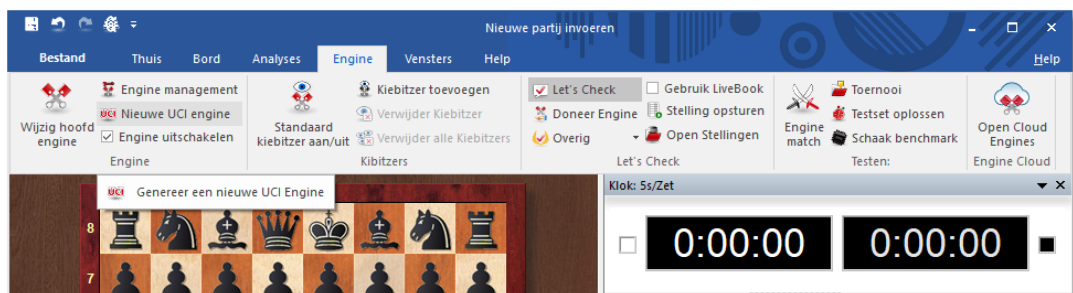 Nieuwe partij invoeren
Bestand Thuis Bord Analyses Engine Vensters Help Help
Wijzig hoofd engine
Engine management
UCI Nieuwe UCI engine
Engine uitschakelen
Engine
Standaard kiebitzer aan/uit
Kiebitzer toevoegen
Verwijder Kiebitzer
Verwijder alle Kiebitzers
Kibitzers
Let's Check
Doneer Engine
Overig
Gebruik LiveBook
Stelling opsturen
Open Stellingen
Let's Check
Engine match
Toernooi
Testset oplossen
Schaak benchmark
Testen:
Open Cloud Engines
Engine Cloud
UCI Genereer een nieuwe UCI Engine
Klok: 5s/Zet
8
7
0:00:00 0:00:00